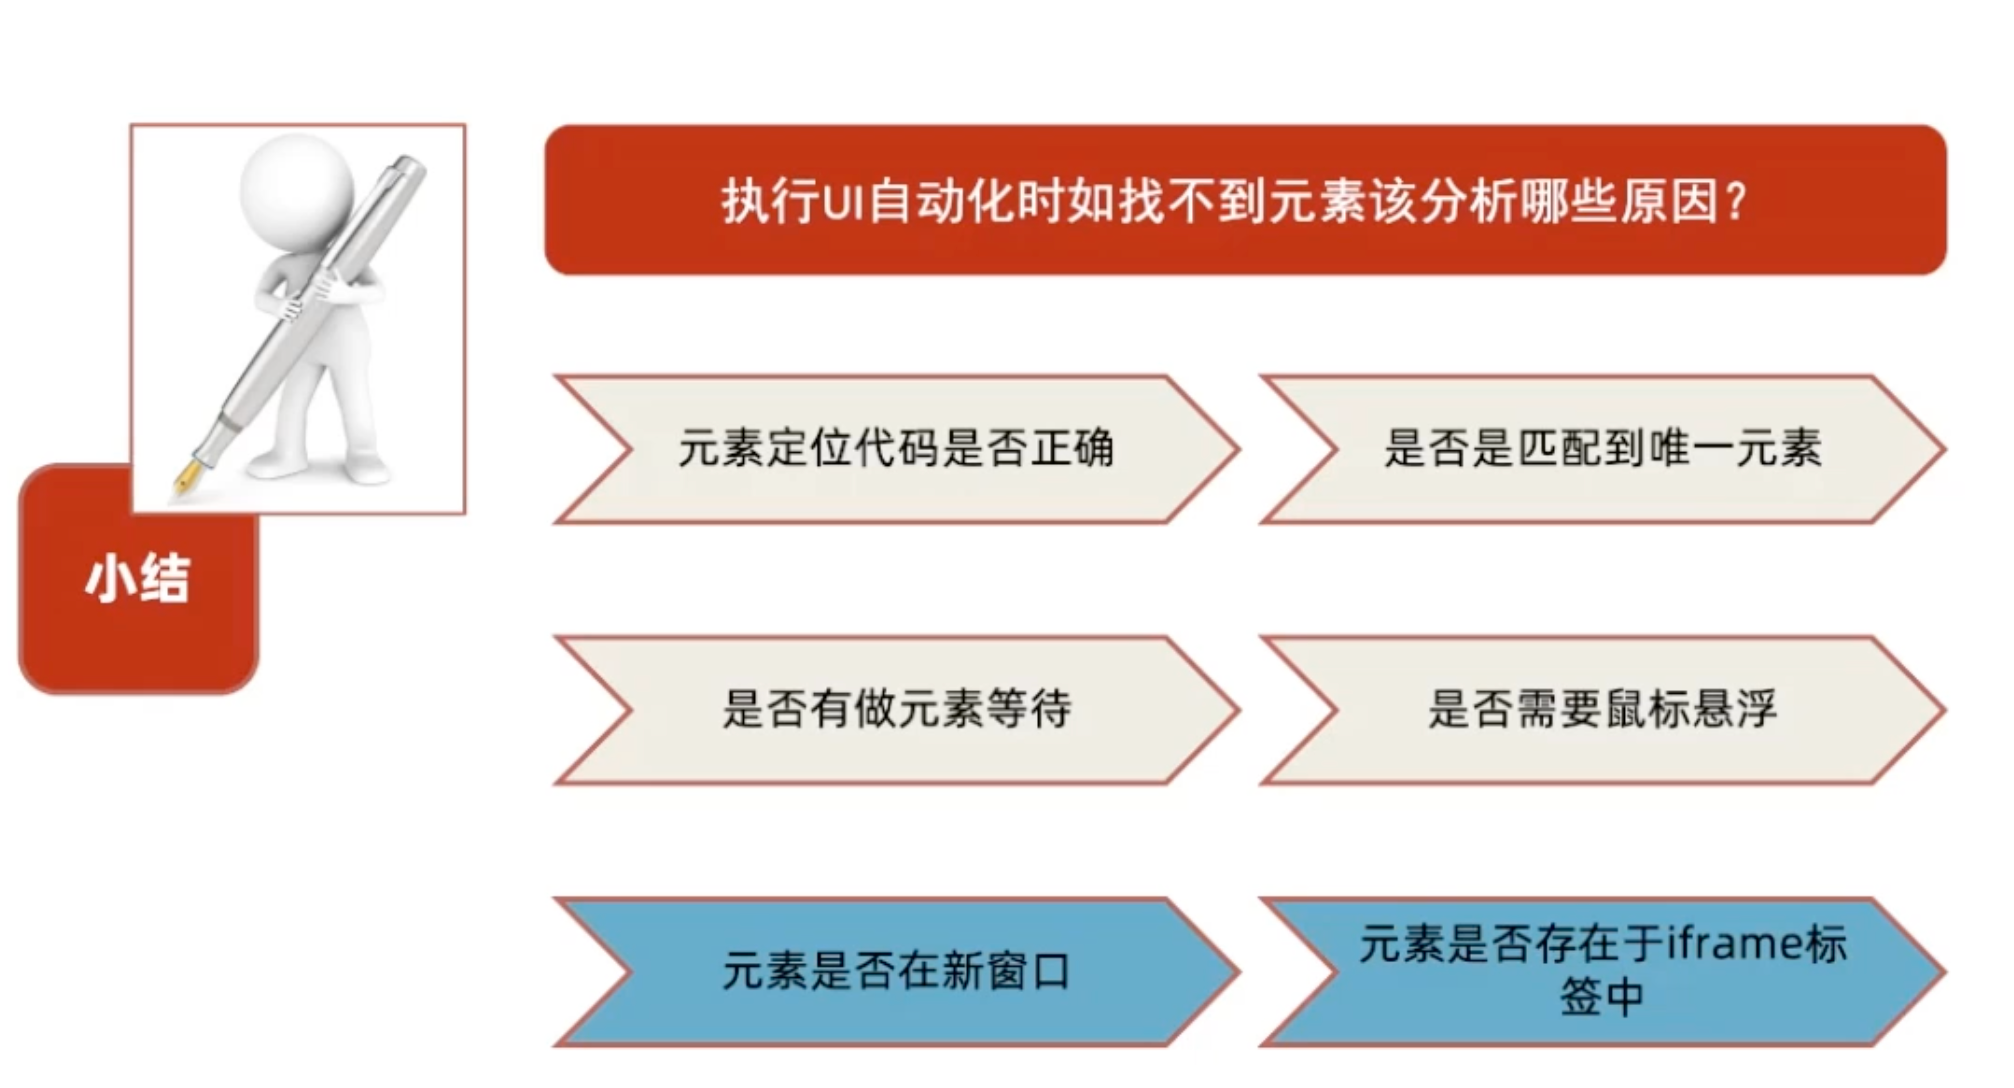 执行UI自动化时如找不到元素该分析哪些原因？
元素定位代码是否正确
是否是匹配到唯一元素
小结
是否有做元素等待
是否需要鼠标悬浮
元素是否在新窗口
元素是否存在于iframe标
签中